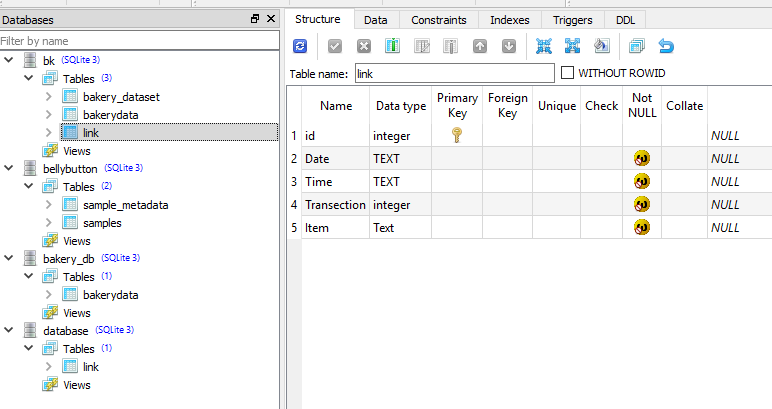 Databases
Filter by name
bk (SQLite 3)
Tables (3)
bakery_dataset
bakerydata
link
Views
bellybutton (SQLite 3)
Tables (2)
sample_metadata
samples
Views
bakery_db (SQLite 3)
Tables (1)
bakerydata
Views
database (SQLite 3)
Tables (1)
link
Views
Structure Data Constraints Indexes Triggers DDL
Table name: link WITHOUT ROWID
Name Data type Primary Key Foreign Key Unique Check Not NULL Collate
1 id integer NULL
2 Date TEXT NULL
3 Time TEXT NULL
4 Transection integer NULL
5 Item Text NULL